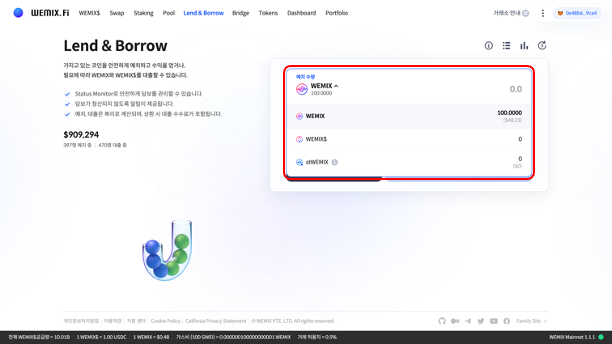 WEMIX.Fi WEMIX$ Swap Staking Pool Lend & Borrow Bridge Tokens Dashboard Portfolio 거래소 안내 0x48b6...9ca4
Lend & Borrow
가지고 있는 코인을 안전하게 예치하고 수익을 얻거나,
필요에 따라 WEMIX와 WEMIX$를 대출할 수 있습니다.
Status Monitor로 안전하게 담보를 관리할 수 있습니다.
담보가 청산되지 않도록 알림이 제공됩니다.
예치, 대출은 복리로 계산되며, 상환 시 대출 수수료가 포함됩니다.
$909,294
397명 예치 중 470명 대출 중
예치 수량
WEMIX
100.0000
0.0
WEMIX
100.0000
($48.23)
WEMIX$
0
stWEMIX
0
($0)
개인정보처리방침 이용약관 지원 센터 Cookie Policy California Privacy Statement © WEMIX PTE. LTD. All rights reserved.
Family Site
전체 WEMIX$공급량 = 10.01B 1 WEMIX$ = 1.00 USDC 1 WEMIX = $0.48 거래 허용치 = 0.5%
WEMIX Mainnet 1.1.1